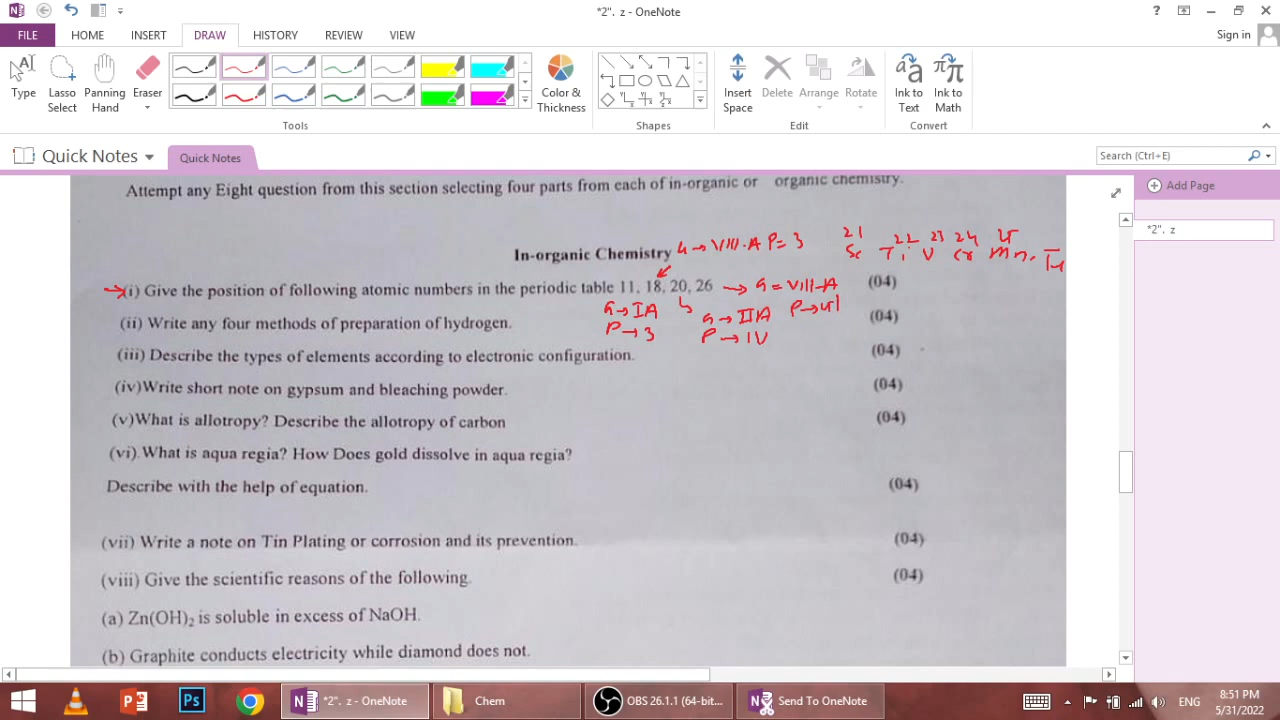 *2". z - OneNote
FILE HOME INSERT DRAW HISTORY REVIEW VIEW Sign in
Type Lasso Select Panning Hand Eraser Color & Thickness Insert Space Delete Arrange Rotate Ink to Text Ink to Math
Tools Shapes Edit Convert
Quick Notes Quick Notes Search (Ctrl+E)
Add Page
*2". z
Attempt any Eight question from this section selecting four parts from each of in-organic or organic chemistry.
21 22 23 24 25
Sc Ti V Cr Mn.
In-organic Chemistry G → VIII-A P= 3
→(i) Give the position of following atomic numbers in the periodic table 11, 18, 20, 26 → G = VIII-A (04)
G → IA G → IIA
(ii) Write any four methods of preparation of hydrogen. (04)
P → 3 P → IV
(iii) Describe the types of elements according to electronic configuration. (04)
(iv)Write short note on gypsum and bleaching powder. (04)
(v)What is allotropy? Describe the allotropy of carbon (04)
(vi).What is aqua regia? How Does gold dissolve in aqua regia?
Describe with the help of equation. (04)
(vii) Write a note on Tin Plating or corrosion and its prevention. (04)
(viii) Give the scientific reasons of the following. (04)
(a) Zn(OH)2 is soluble in excess of NaOH.
(b) Graphite conducts electricity while diamond does not.
*2". z - OneNote Chem OBS 26.1.1 (64-bit... Send To OneNote ENG 8:51 PM
5/31/2022